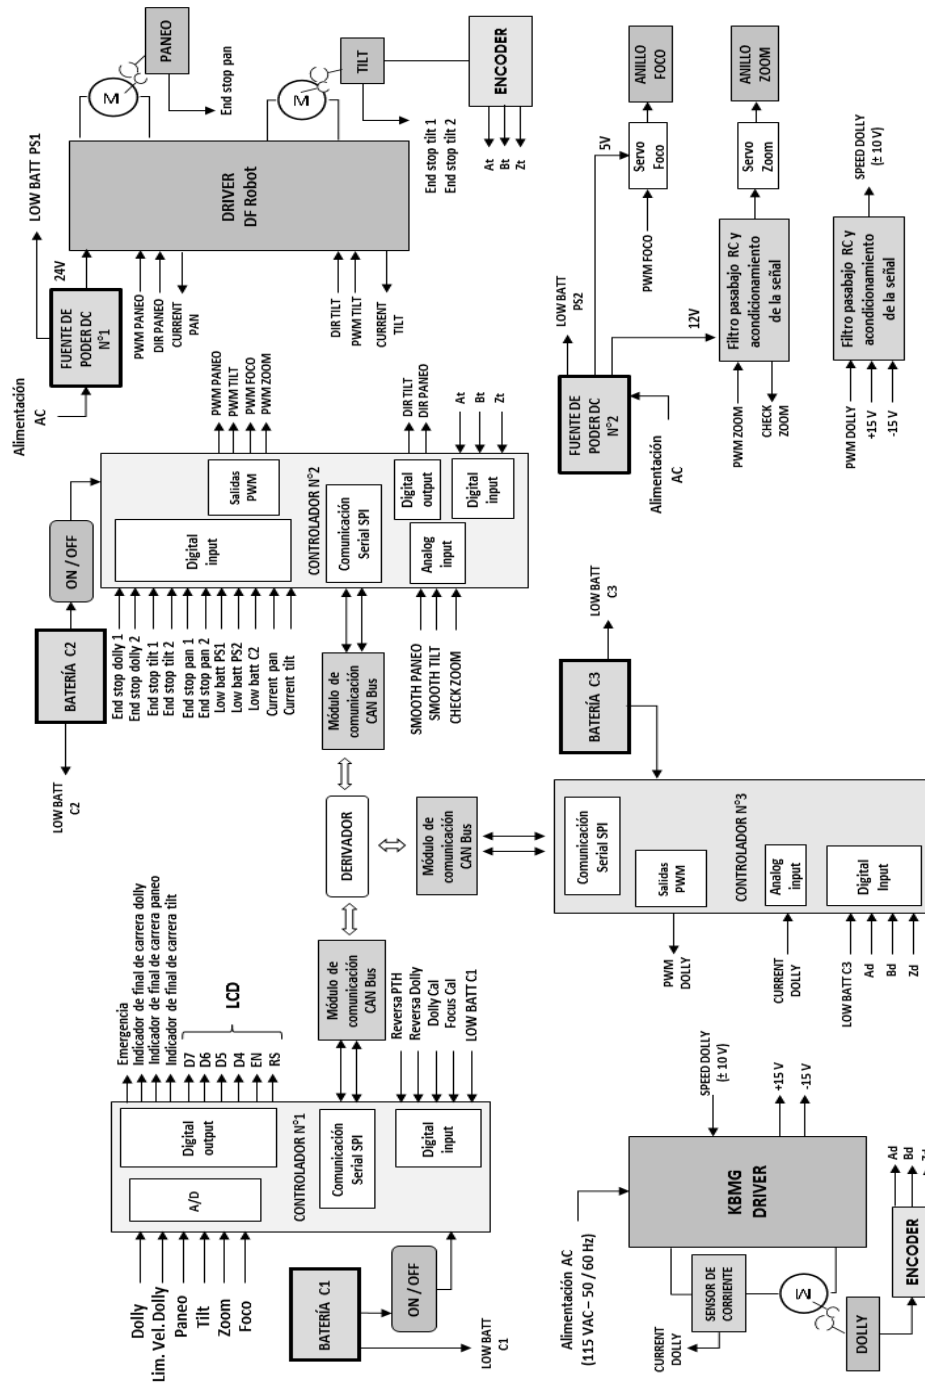 Dolly
Lim. Vel. Dolly
Paneo
Tilt
Zoom
Foco
A/D
Digital
output
CONTROLADOR N°1
Comunicación
Serial SPI
Digital
input
Emergencia
Indicador de final de carrera dolly
Indicador de final de carrera paneo
Indicador de final de carrera tilt
D7
D6
D5
D4
EN
RS
LCD
Reversa PTH
Reversa Dolly
Dolly Cal
Focus Cal
LOW BATT C1
BATERÍA C1
ON / OFF
LOW BATT
C1
Módulo de
comunicación
CAN Bus
DERIVADOR
Módulo de
comunicación
CAN Bus
Módulo de
comunicación
CAN Bus
LOW BATT
C2
BATERÍA C2
ON / OFF
End stop dolly 1
End stop dolly 2
End stop tilt 1
End stop tilt 2
End stop pan 1
End stop pan 2
Low batt PS1
Low batt PS2
Low batt C2
Current pan
Current tilt
Digital
input
Salidas
PWM
CONTROLADOR N°2
Comunicación
Serial SPI
SMOOTH PANEO
SMOOTH TILT
CHECK ZOOM
Analog
input
Digital
output
Digital
input
PWM PANEO
PWM TILT
PWM FOCO
PWM ZOOM
DIR TILT
DIR PANEO
At
Bt
Zt
Alimentación
AC
FUENTE DE
PODER DC
N°1
LOW BATT PS1
24V
PWM PANEO
DIR PANEO
CURRENT
PAN
DIR TILT
PWM TILT
CURRENT
TILT
DRIVER
DF Robot
M
PANEO
End stop pan
M
TILT
End stop tilt 1
End stop tilt 2
ENCODER
At
Bt
Zt
Alimentación AC
(115 VAC – 50 / 60 Hz)
KBMG
DRIVER
SPEED DOLLY
(± 10 V)
+15 V
-15 V
SENSOR DE
CORRIENTE
CURRENT
DOLLY
M
DOLLY
ENCODER
Ad
Bd
PWM
DOLLY
CURRENT
DOLLY
LOW BATT C3
Ad
Bd
Zd
Comunicación
Serial SPI
Salidas
PWM
CONTROLADOR N°3
Analog
input
Digital
Input
BATERÍA C3
LOW BATT
C3
Alimentación
AC
FUENTE DE
PODER DC
N°2
LOW BATT
PS2
5V
12V
PWM FOCO
Servo
Foco
ANILLO
FOCO
PWM ZOOM
CHECK
ZOOM
Filtro pasabajo RC y
acondicionamiento
de la señal
Servo
Zoom
ANILLO
ZOOM
PWM DOLLY
+15 V
-15 V
Filtro pasabajo RC y
acondicionamiento
de la señal
SPEED DOLLY
(± 10 V)